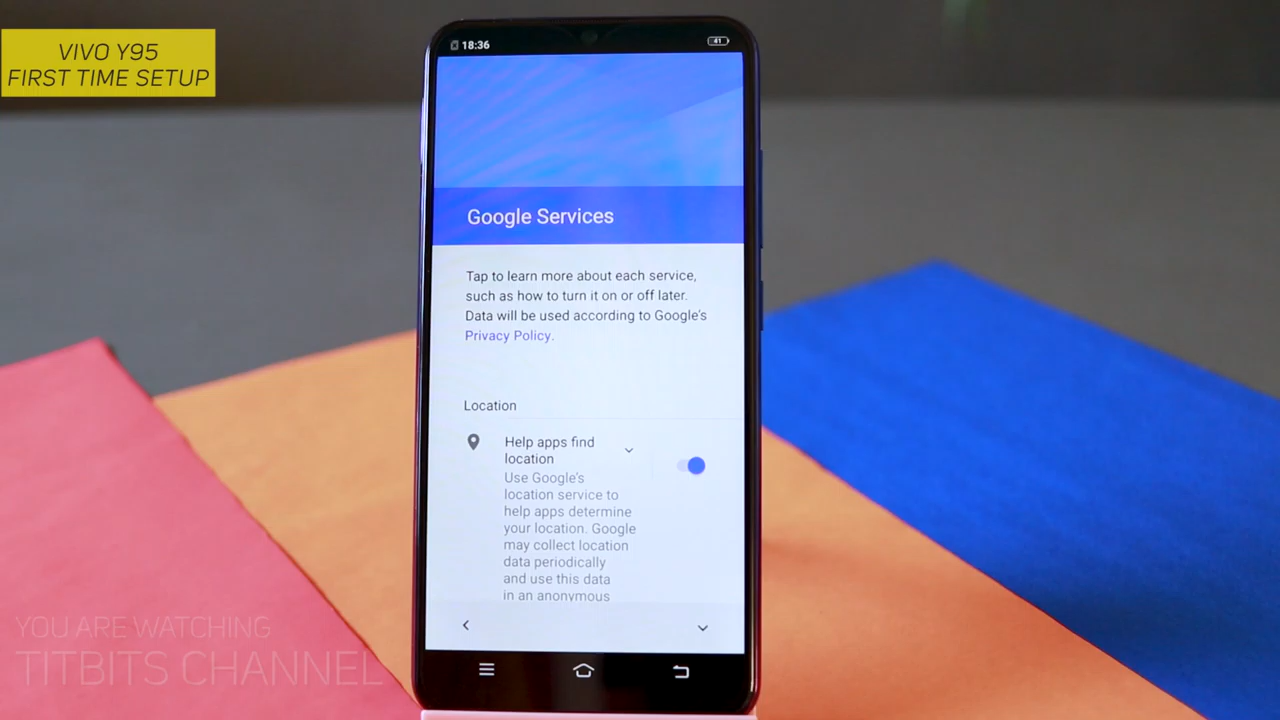 VIVO Y95
FIRST TIME SETUP
18:36
41
Google Services
Tap to learn more about each service,
such as how to turn it on or off later.
Data will be used according to Google's
Privacy Policy.
Location
Help apps find
location
Use Google's
location service to
help apps determine
your location. Google
may collect location
data periodically
and use this data
in an anonymous
YOU ARE WATCHING
TITBITS CHANNEL